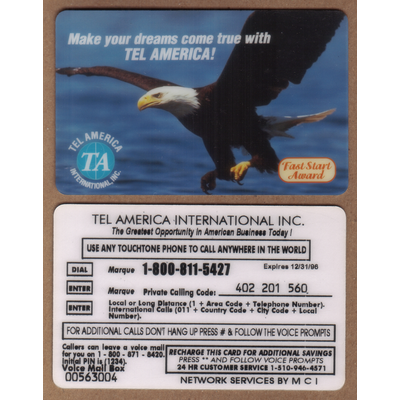 Make your dreams come true with
TEL AMERICA!
TEL AMERICA
TA
INTERNATIONAL, INC.
Fast Start
Award
TEL AMERICA INTERNATIONAL INC.
The Greatest Opportunity In American Business Today !
USE ANY TOUCHTONE PHONE TO CALL ANYWHERE IN THE WORLD
DIAL Marque 1-800-811-5427 Expires 12/31/96
ENTER Marque Private Calling Code: 402 201 560
ENTER Local or Long Distance (1 + Area Code + Telephone Number).
International Calls (011 + Country Code + City Code + Local
Number).
FOR ADDITIONAL CALLS DONT HANG UP PRESS # & FOLLOW THE VOICE PROMPTS
Callers can leave a voice mail
for you on 1 - 800 - 871 - 8420.
Initial PIN is (1234).
Voice Mail Box
00563004
RECHARGE THIS CARD FOR ADDITIONAL SAVINGS
PRESS ** AND FOLLOW VOICE PROMPTS
24 HR CUSTOMER SERVICE 1-510-946-4571
NETWORK SERVICES BY M C I